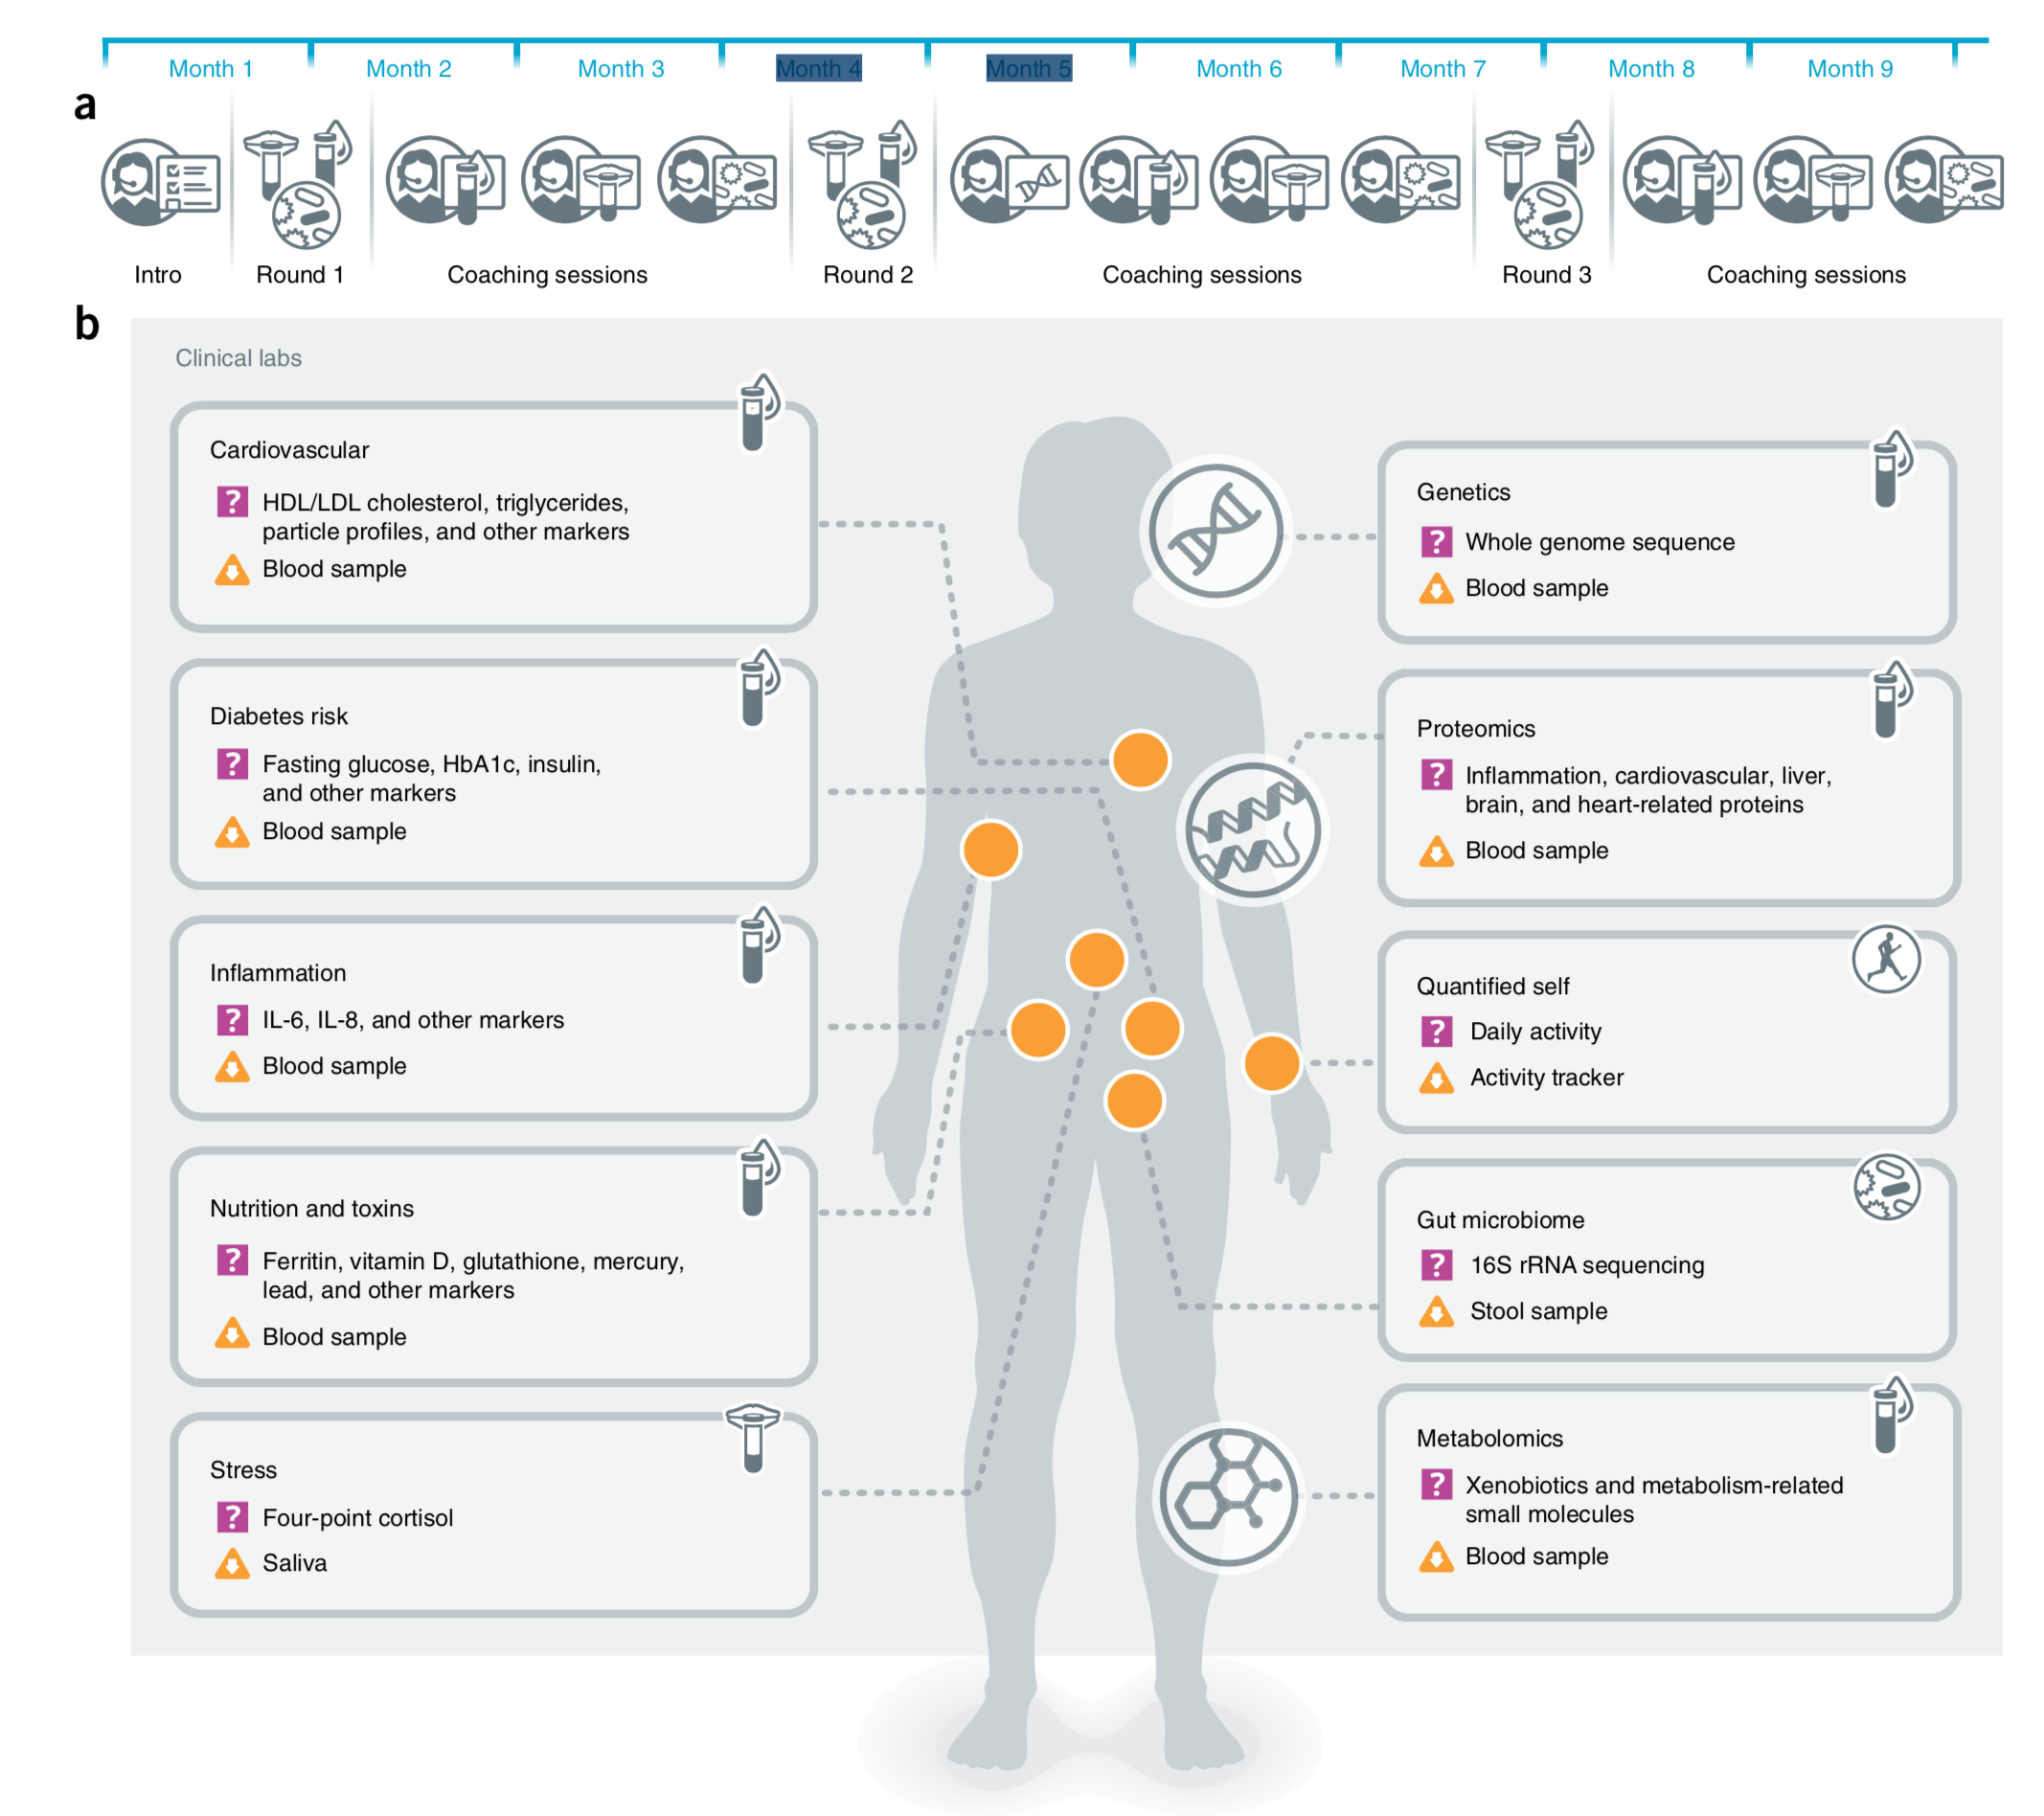 Month 1 Month 2 Month 3 Month 4 Month 5 Month 6 Month 7 Month 8 Month 9
a
Intro Round 1 Coaching sessions Round 2 Coaching sessions Round 3 Coaching sessions
b
Clinical labs
Cardiovascular
? HDL/LDL cholesterol, triglycerides,
particle profiles, and other markers
Blood sample
Diabetes risk
? Fasting glucose, HbA1c, insulin,
and other markers
Blood sample
Inflammation
? IL-6, IL-8, and other markers
Blood sample
Nutrition and toxins
? Ferritin, vitamin D, glutathione, mercury,
lead, and other markers
Blood sample
Stress
? Four-point cortisol
Saliva
Genetics
? Whole genome sequence
Blood sample
Proteomics
? Inflammation, cardiovascular, liver,
brain, and heart-related proteins
Blood sample
Quantified self
? Daily activity
Activity tracker
Gut microbiome
? 16S rRNA sequencing
Stool sample
Metabolomics
? Xenobiotics and metabolism-related
small molecules
Blood sample